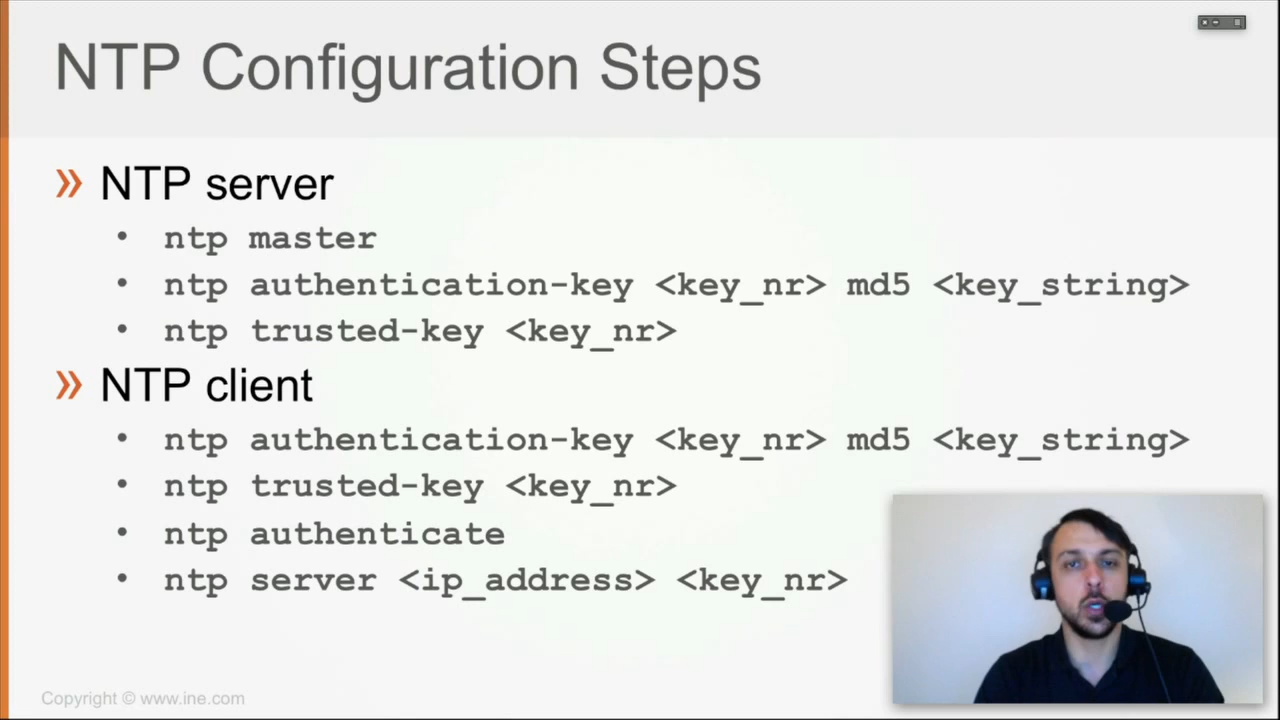 NTP Configuration Steps
» NTP server
• ntp master
• ntp authentication-key <key_nr> md5 <key_string>
• ntp trusted-key <key_nr>
» NTP client
• ntp authentication-key <key_nr> md5 <key_string>
• ntp trusted-key <key_nr>
• ntp authenticate
• ntp server <ip_address> <key_nr>
Copyright © www.ine.com